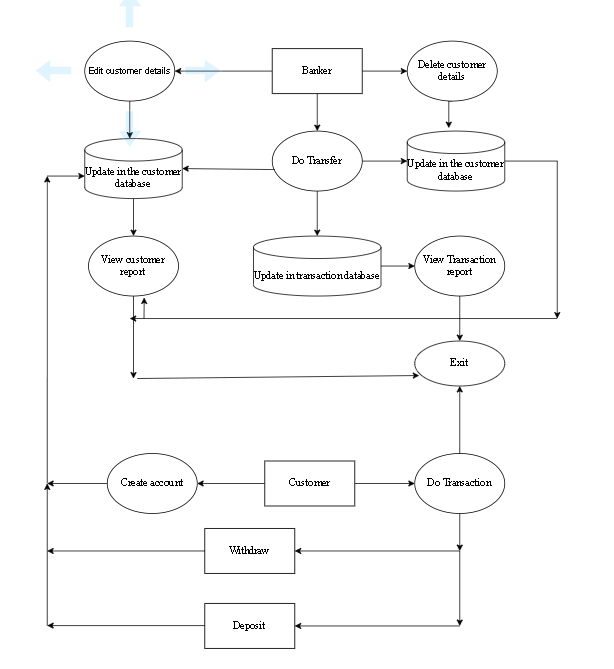 Edit customer details
Banker
Delete customer
details
Update in the customer
database
Do Transfer
Update in the customer
database
View customer
report
Update in transaction database
View Transaction
report
Exit
Create account
Customer
Do Transaction
Withdraw
Deposit